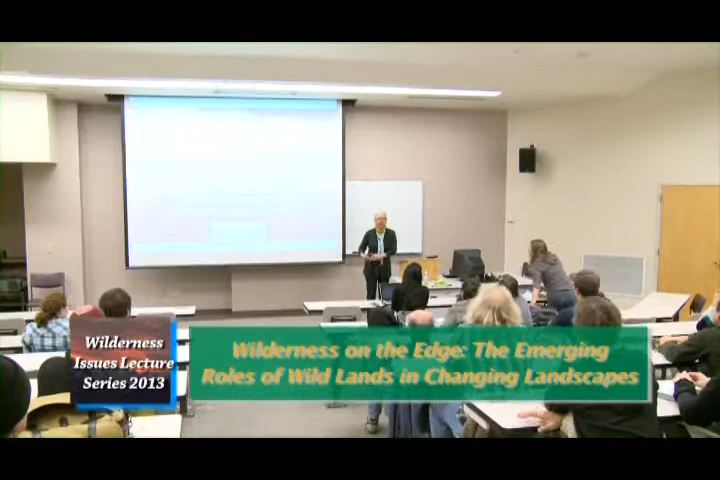 Wilderness
Issues Lecture
Series 2013
Wilderness on the Edge: The Emerging
Roles of Wild Lands in Changing Landscapes